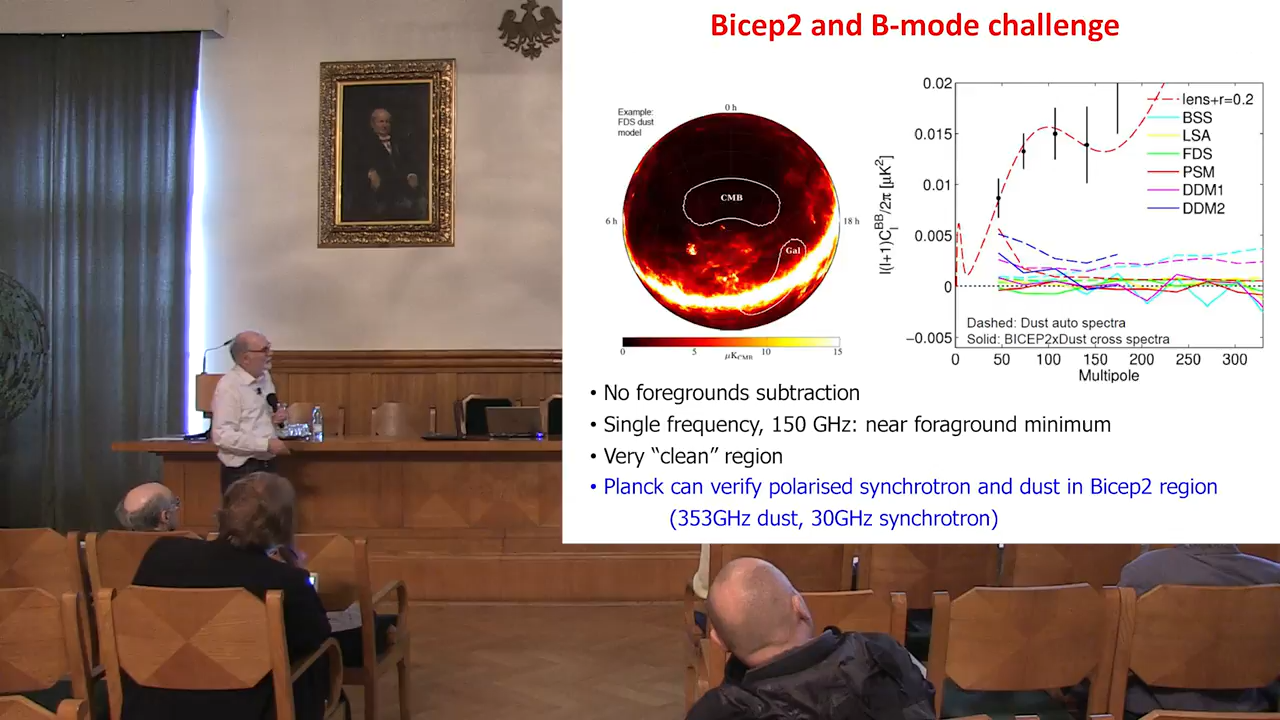 Bicep2 and B-mode challenge
Example:
FDS dust
model
0 h
6 h
18 h
CMB
Gal
0
5
10
15
μK_CMB
0.02
0.015
0.01
0.005
0
−0.005
l(l+1)C_l^BB/2π [μK²]
lens+r=0.2
BSS
LSA
FDS
PSM
DDM1
DDM2
Dashed: Dust auto spectra
Solid: BICEP2xDust cross spectra
0 50 100 150 200 250 300
Multipole
• No foregrounds subtraction
• Single frequency, 150 GHz: near foraground minimum
• Very “clean” region
• Planck can verify polarised synchrotron and dust in Bicep2 region
(353GHz dust, 30GHz synchrotron)